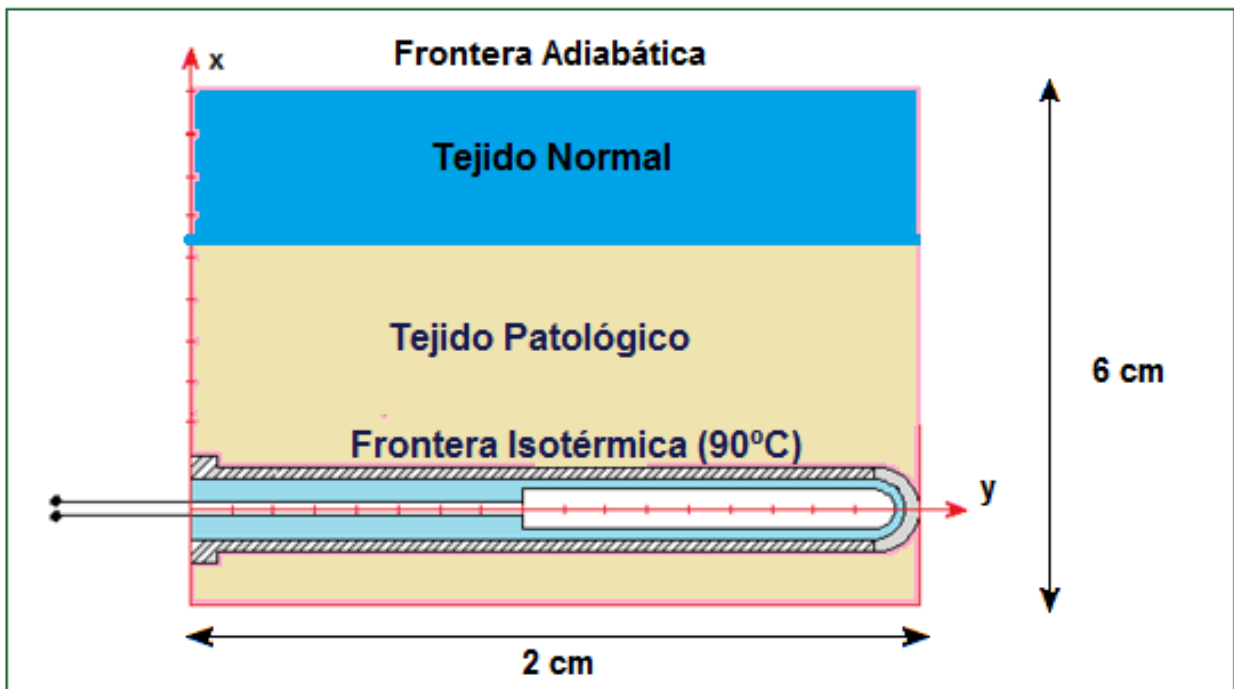 x
Frontera Adiabática
Tejido Normal
Tejido Patológico
6 cm
Frontera Isotérmica (90ºC)
y
2 cm